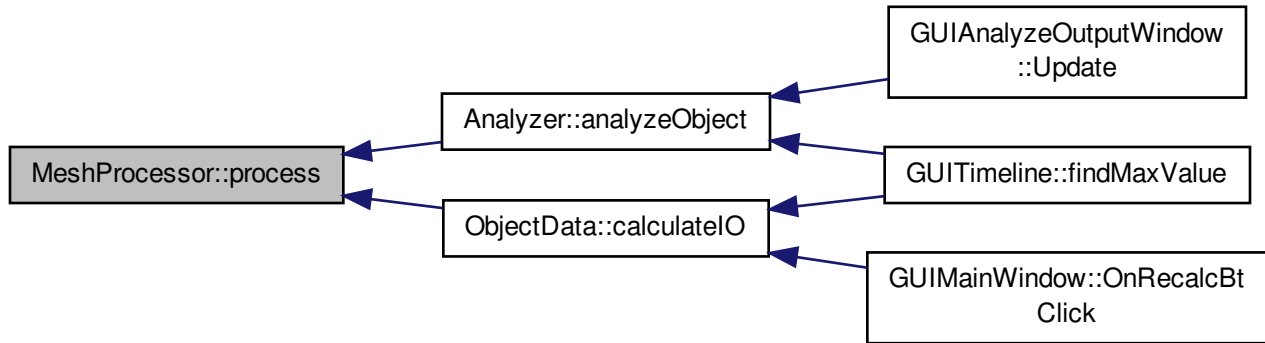 GUIAnalyzeOutputWindow
::Update
Analyzer::analyzeObject
MeshProcessor::process
GUITimeline::findMaxValue
ObjectData::calculateIO
GUIMainWindow::OnRecalcBt
Click